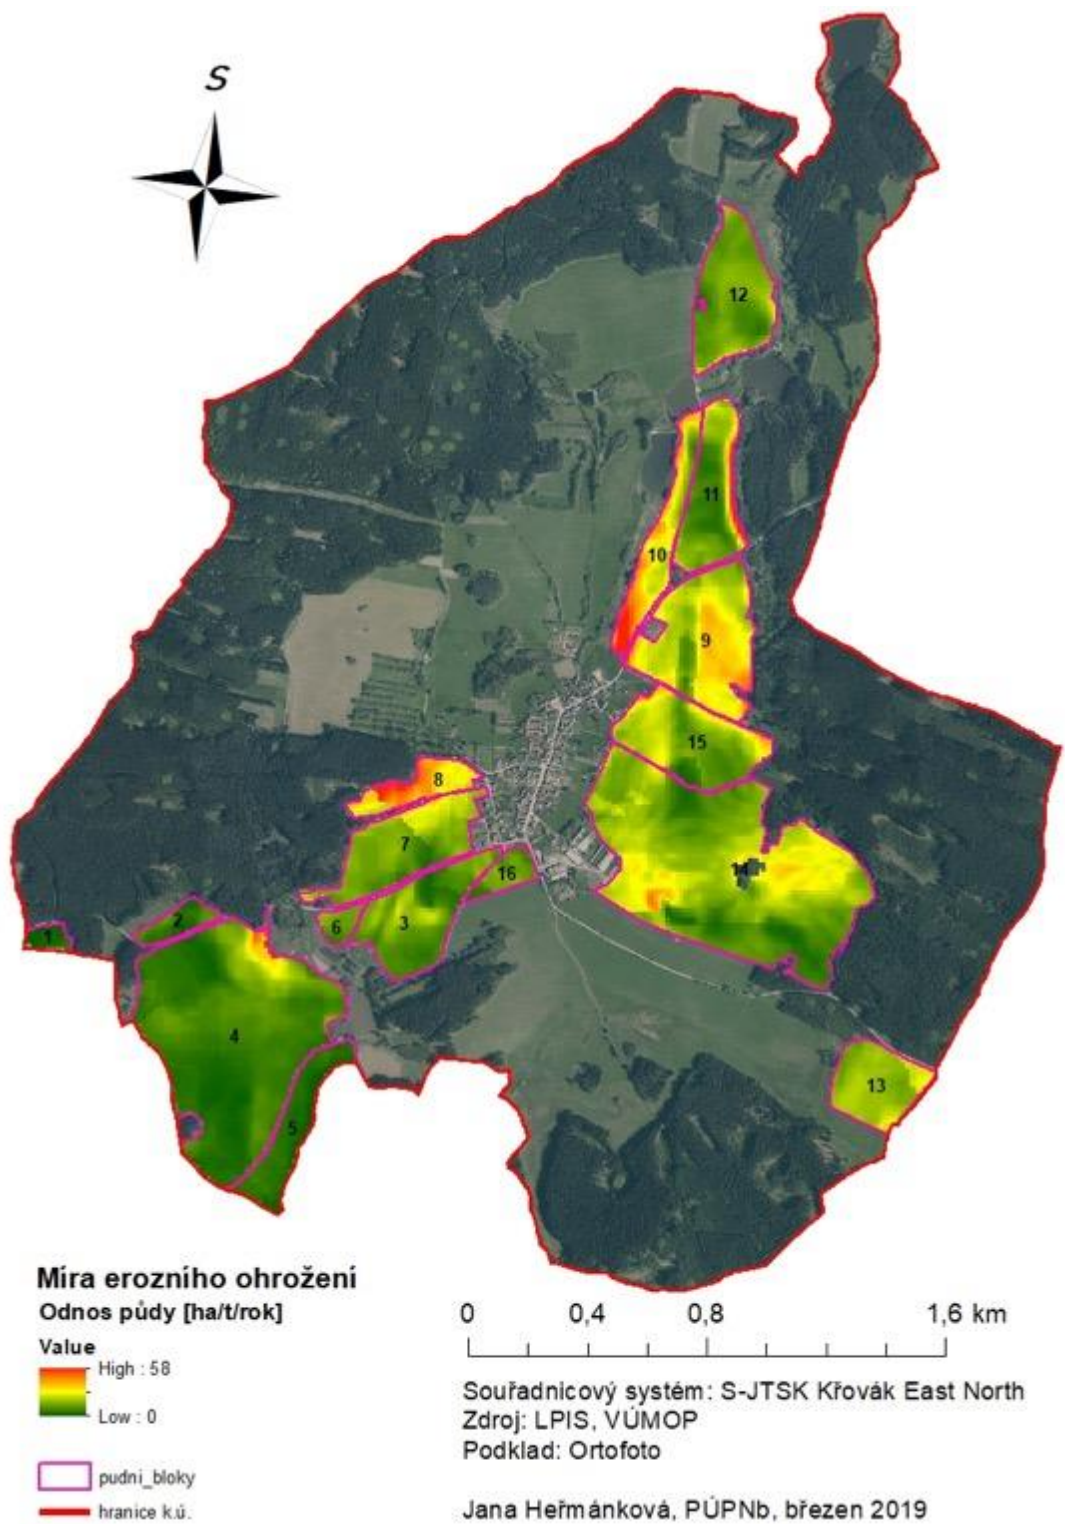 S
12
11
10
9
15
8
7
14
16
6
3
2
1
4
13
5
Míra erozního ohrožení
Odnos půdy [ha/t/rok]
Value
High : 58
Low : 0
pudni_bloky
hranice k.ú.
0 0,4 0,8 1,6 km
Souřadnicový systém: S-JTSK Křovák East North
Zdroj: LPIS, VÚMOP
Podklad: Ortofoto
Jana Heřmánková, PÚPNb, březen 2019